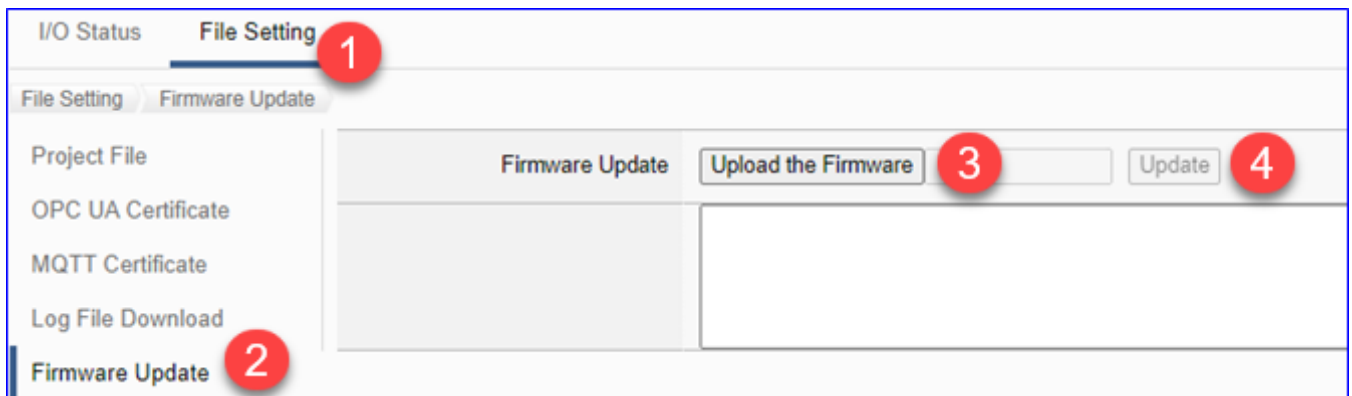 I/O Status File Setting 1
File Setting Firmware Update
Project File
Firmware Update Upload the Firmware 3 Update 4
OPC UA Certificate
MQTT Certificate
Log File Download
Firmware Update 2